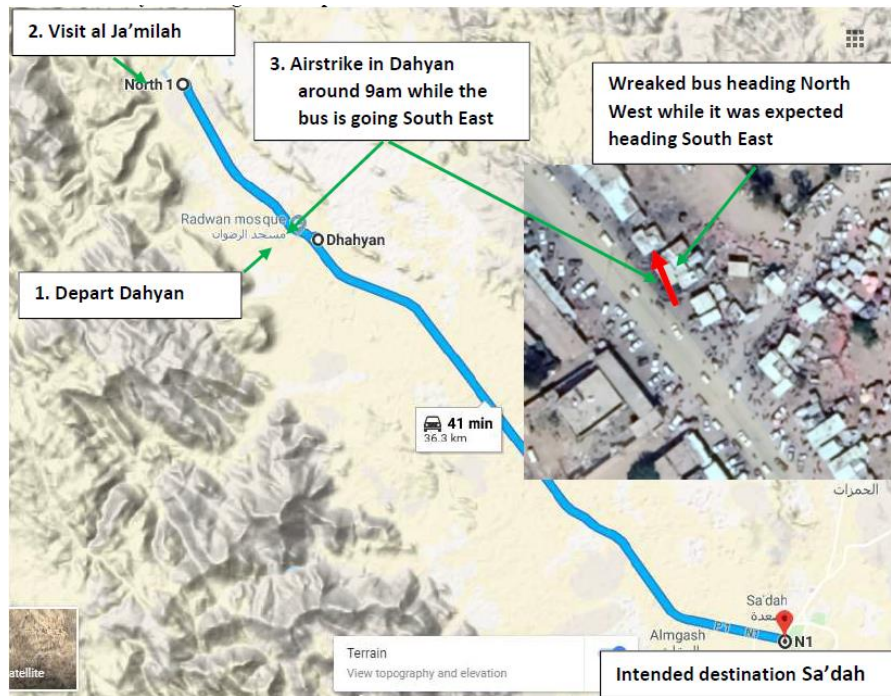 2. Visit al Ja’milah
3. Airstrike in Dahyan
around 9am while the
bus is going South East
Wreaked bus heading North
West while it was expected
heading South East
North 1
Radwan mosque
مسجد الرضوان
Dhahyan
1. Depart Dahyan
41 min
36.3 km
الحمزات
Sa'dah
صعدة
Almgash
N1
N1
atellite
Terrain
View topography and elevation
Intended destination Sa’dah